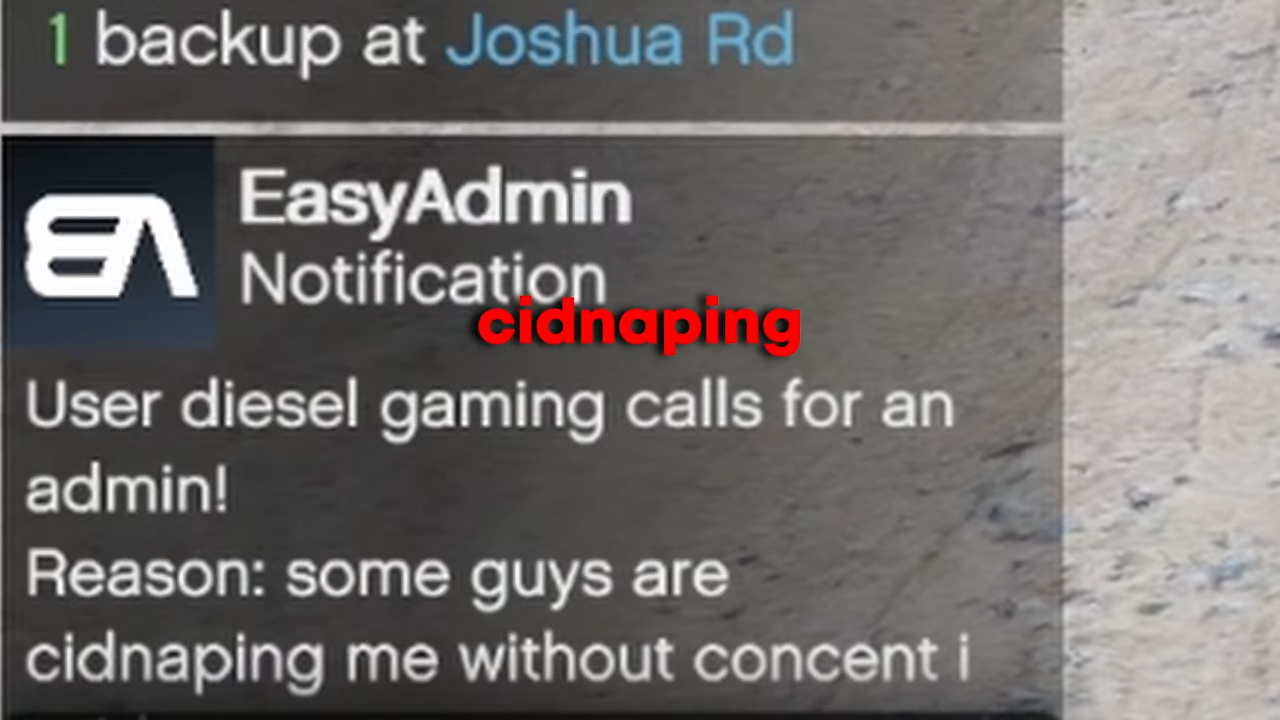 1 backup at Joshua Rd
EA
EasyAdmin
Notification
cidnaping
User diesel gaming calls for an
admin!
Reason: some guys are
cidnaping me without concent i